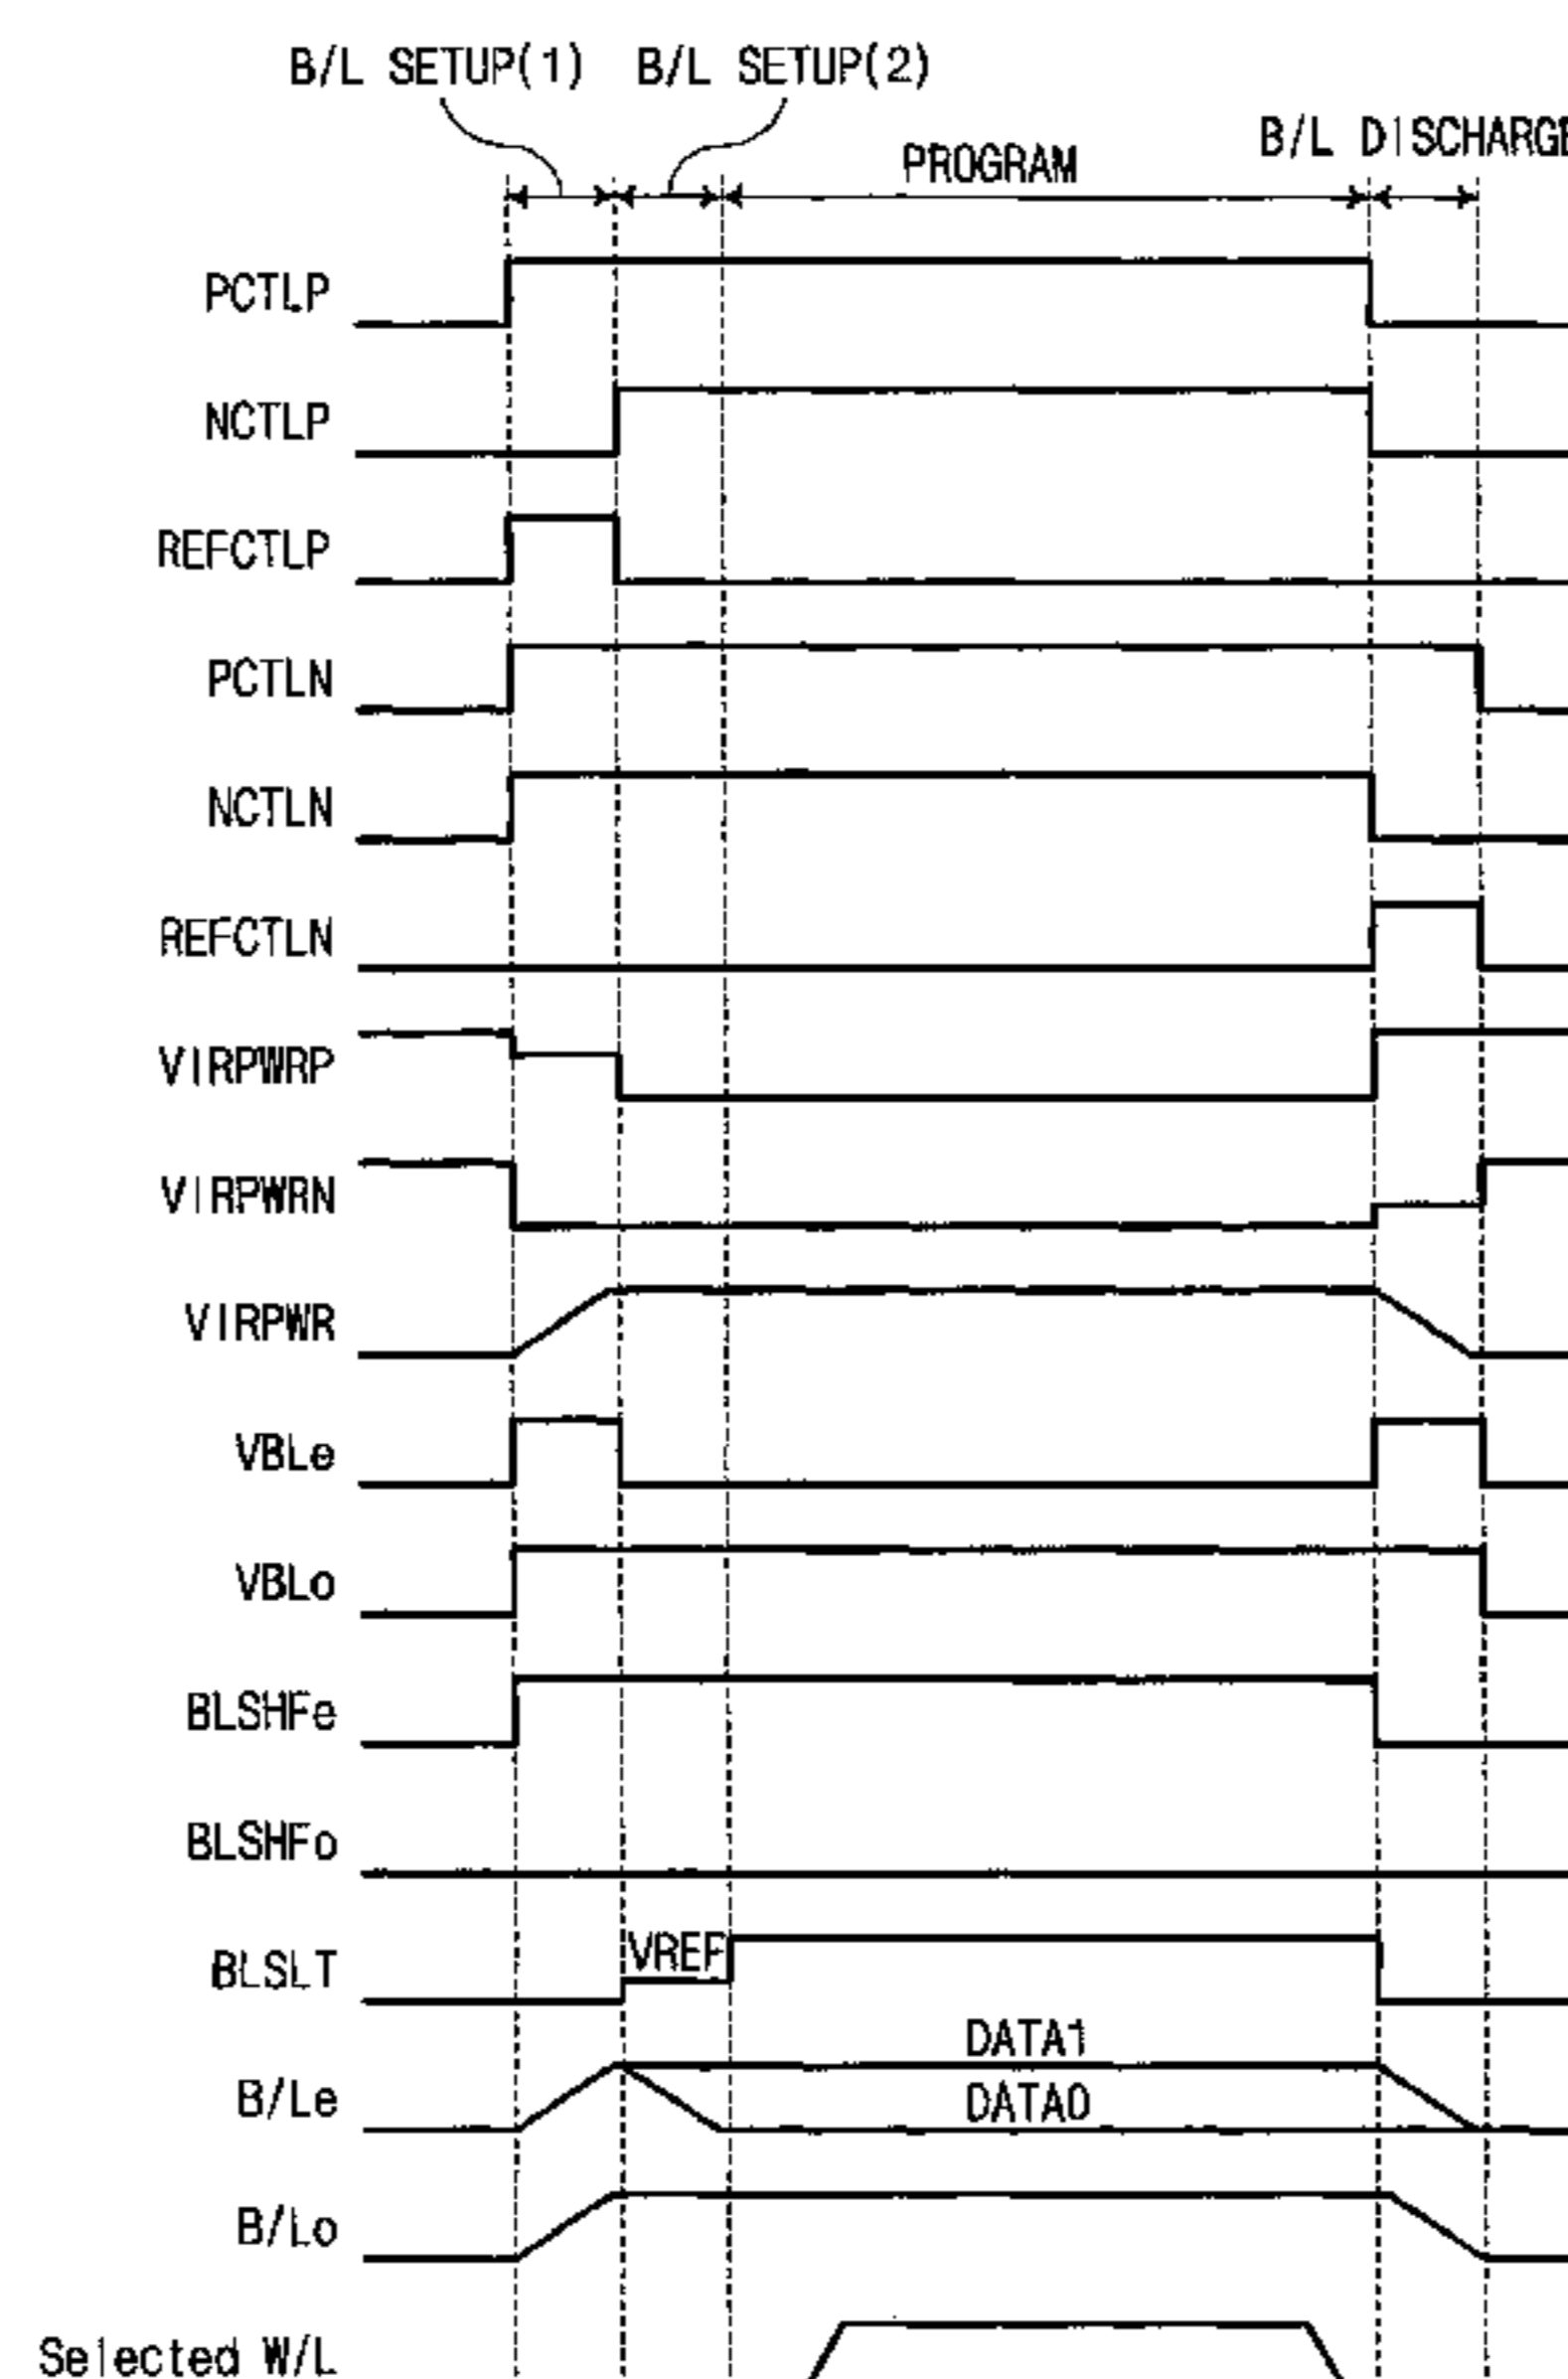 B/L SETUP(1) B/L SETUP(2)
B/L DISCHARGE
PROGRAM
PCTLP
NCTLP
REFCTLP
PCTLN
NCTLN
REFCTLN
VIRPWRP
VIRPWRN
VIRPWR
VBLe
VBLo
BLSHFe
BLSHFo
VREF
BLSLT
DATA1
B/Le
DATA0
B/Lo
Selected W/L